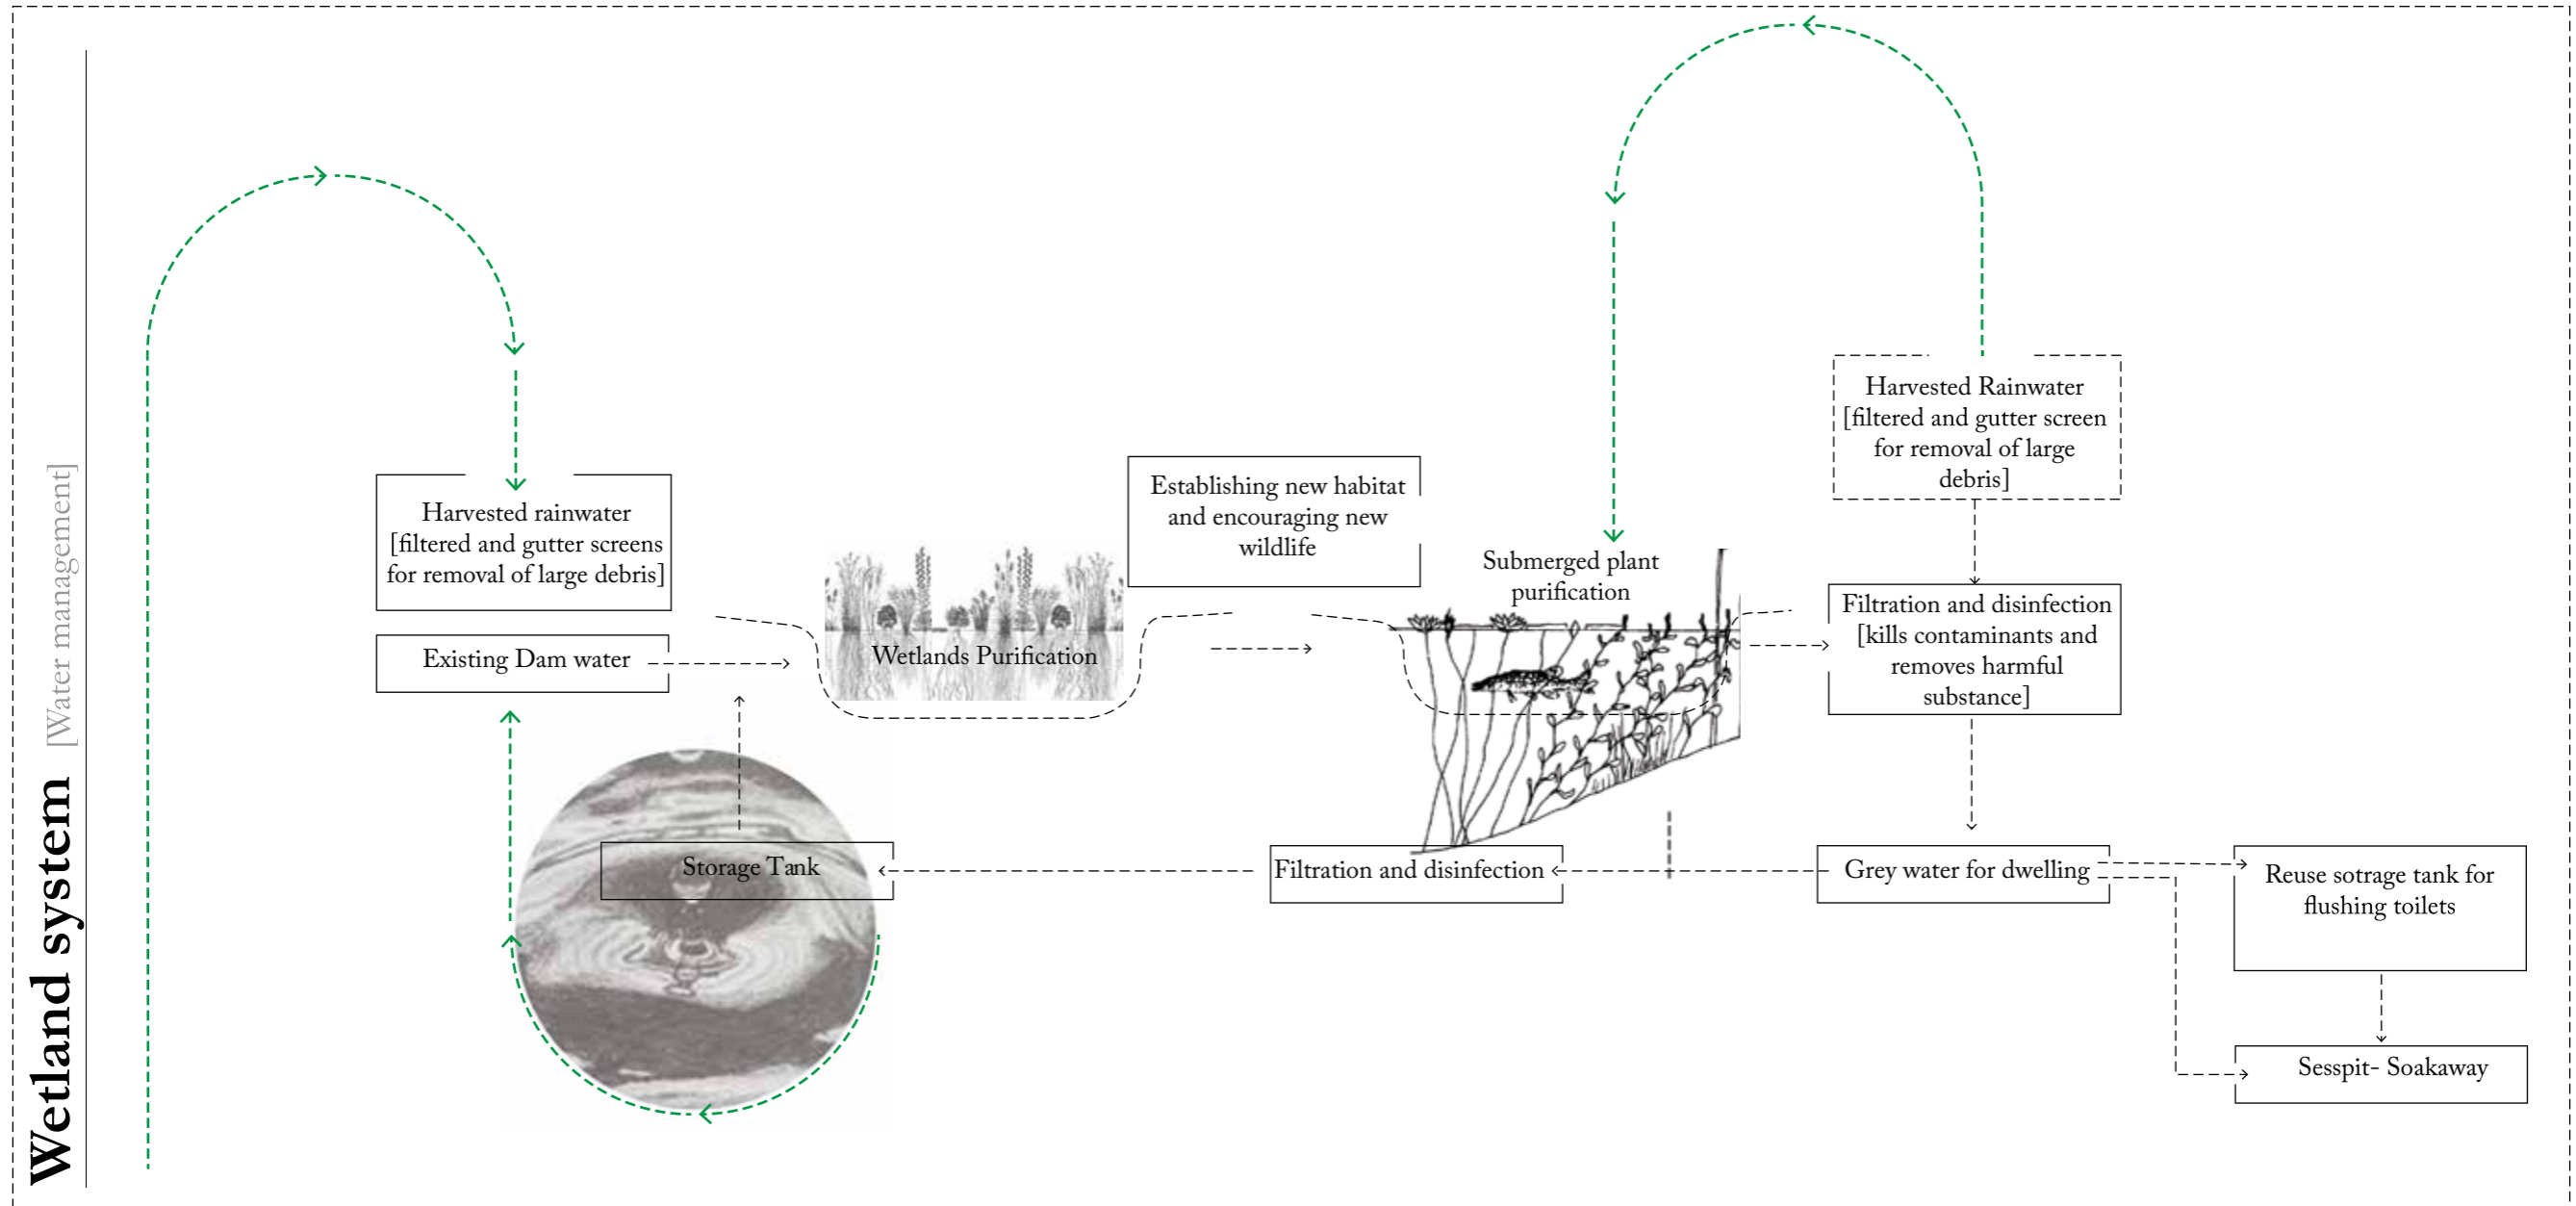 Wetland system [Water management]
Harvested rainwater
[filtered and gutter screens
for removal of large debris]
Existing Dam water
Wetlands Purification
Establishing new habitat
and encouraging new
wildlife
Submerged plant
purification
Harvested Rainwater
[filtered and gutter screen
for removal of large
debris]
Filtration and disinfection
[kills contaminants and
removes harmful
substance]
Storage Tank
Filtration and disinfection
Grey water for dwelling
Reuse sotrage tank for
flushing toilets
Sesspit- Soakaway